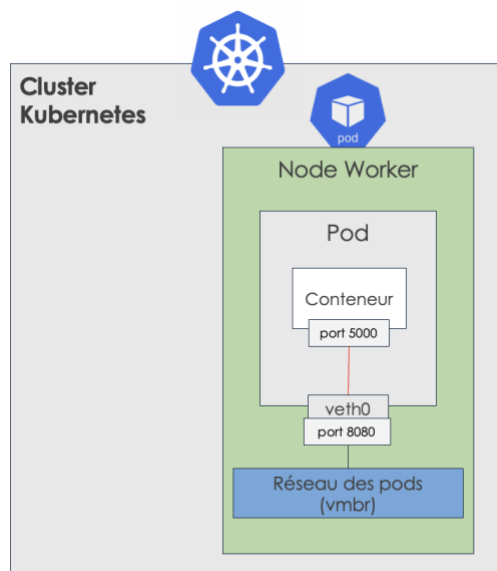 Cluster
Kubernetes
pod
Node Worker
Pod
Conteneur
port 5000
veth0
port 8080
Réseau des pods
(vmbr)